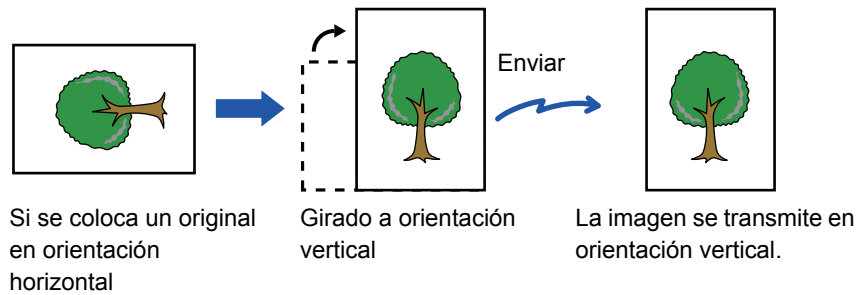 Enviar
Si se coloca un original
en orientación
horizontal
Girado a orientación
vertical
La imagen se transmite en
orientación vertical.